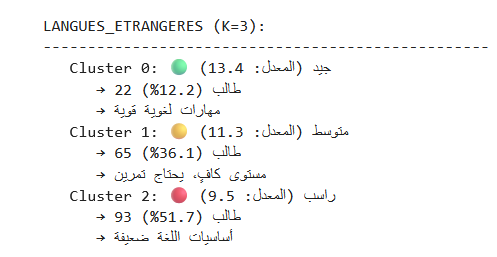 LANGUES_ETRANGERES (K=3):
--------------------------------------------------
Cluster 0: 🟢 جيد (المعدل: 13.4)
→ 22 طالب (12.2%)
→ مهارات لغوية قوية
Cluster 1: 🟡 متوسط (المعدل: 11.3)
→ 65 طالب (36.1%)
→ مستوى كافٍ، يحتاج تمرين
Cluster 2: 🔴 راسب (المعدل: 9.5)
→ 93 طالب (51.7%)
→ أساسيات اللغة ضعيفة